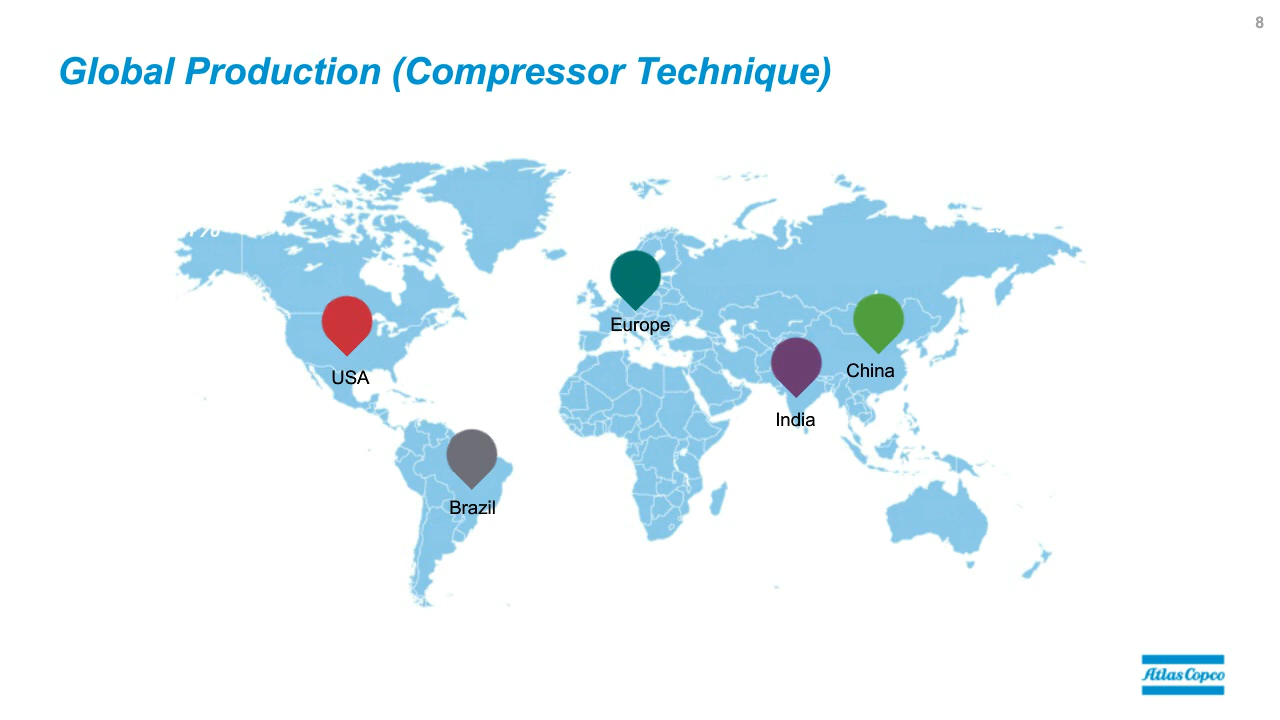 8
Global Production (Compressor Technique)
Europe
USA
China
India
Brazil
Atlas Copco